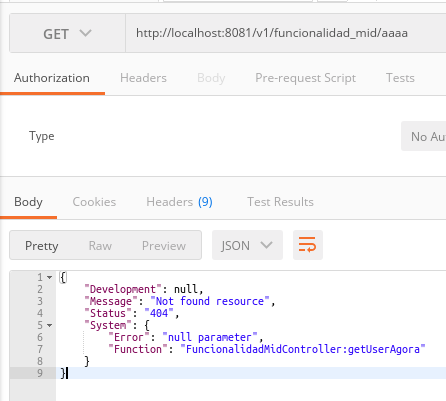 GET http://localhost:8081/v1/funcionalidad_mid/aaaa
Authorization Headers Body Pre-request Script Tests
Type No Au
Body Cookies Headers (9) Test Results
Pretty Raw Preview JSON
1 {
2 "Development": null,
3 "Message": "Not found resource",
4 "Status": "404",
5 "System": {
6 "Error": "null parameter",
7 "Function": "FuncionalidadMidController:getUserAgora"
8 }
9 }